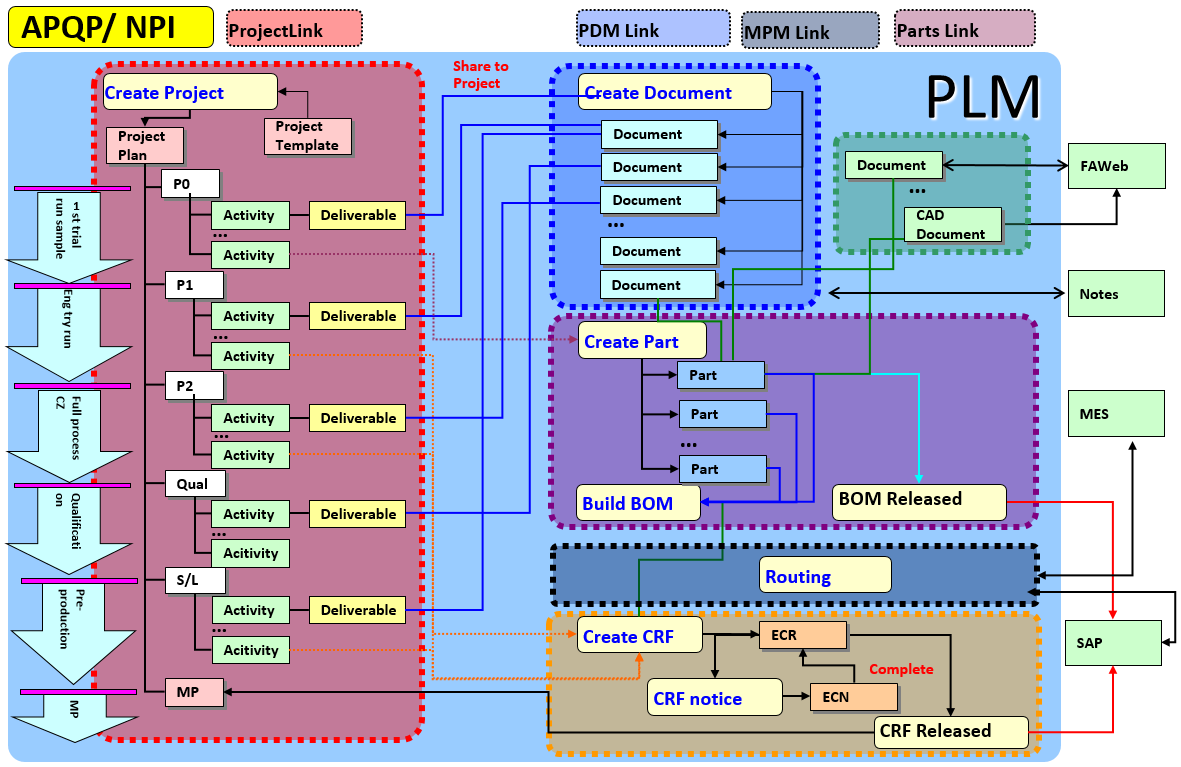 APQP/ NPI
ProjectLink
PDM Link
MPM Link
Parts Link
PLM
Share to
Project
Create Project
Project
Plan
Project
Template
P0
Activity
Deliverable
...
Activity
P1
Activity
Deliverable
...
Activity
P2
Activity
Deliverable
...
Activity
Qual
Activity
Deliverable
...
Acitivity
S/L
Activity
Deliverable
...
Acitivity
MP
st trial
run sample
Eng try run
Full process
CZ
Qualificati
on
Pre-
production
MP
Create Document
Document
Document
Document
...
Document
Document
Document
...
CAD
Document
FAWeb
Notes
MES
SAP
Create Part
Part
Part
...
Part
Build BOM
BOM Released
Routing
Create CRF
ECR
Complete
CRF notice
ECN
CRF Released